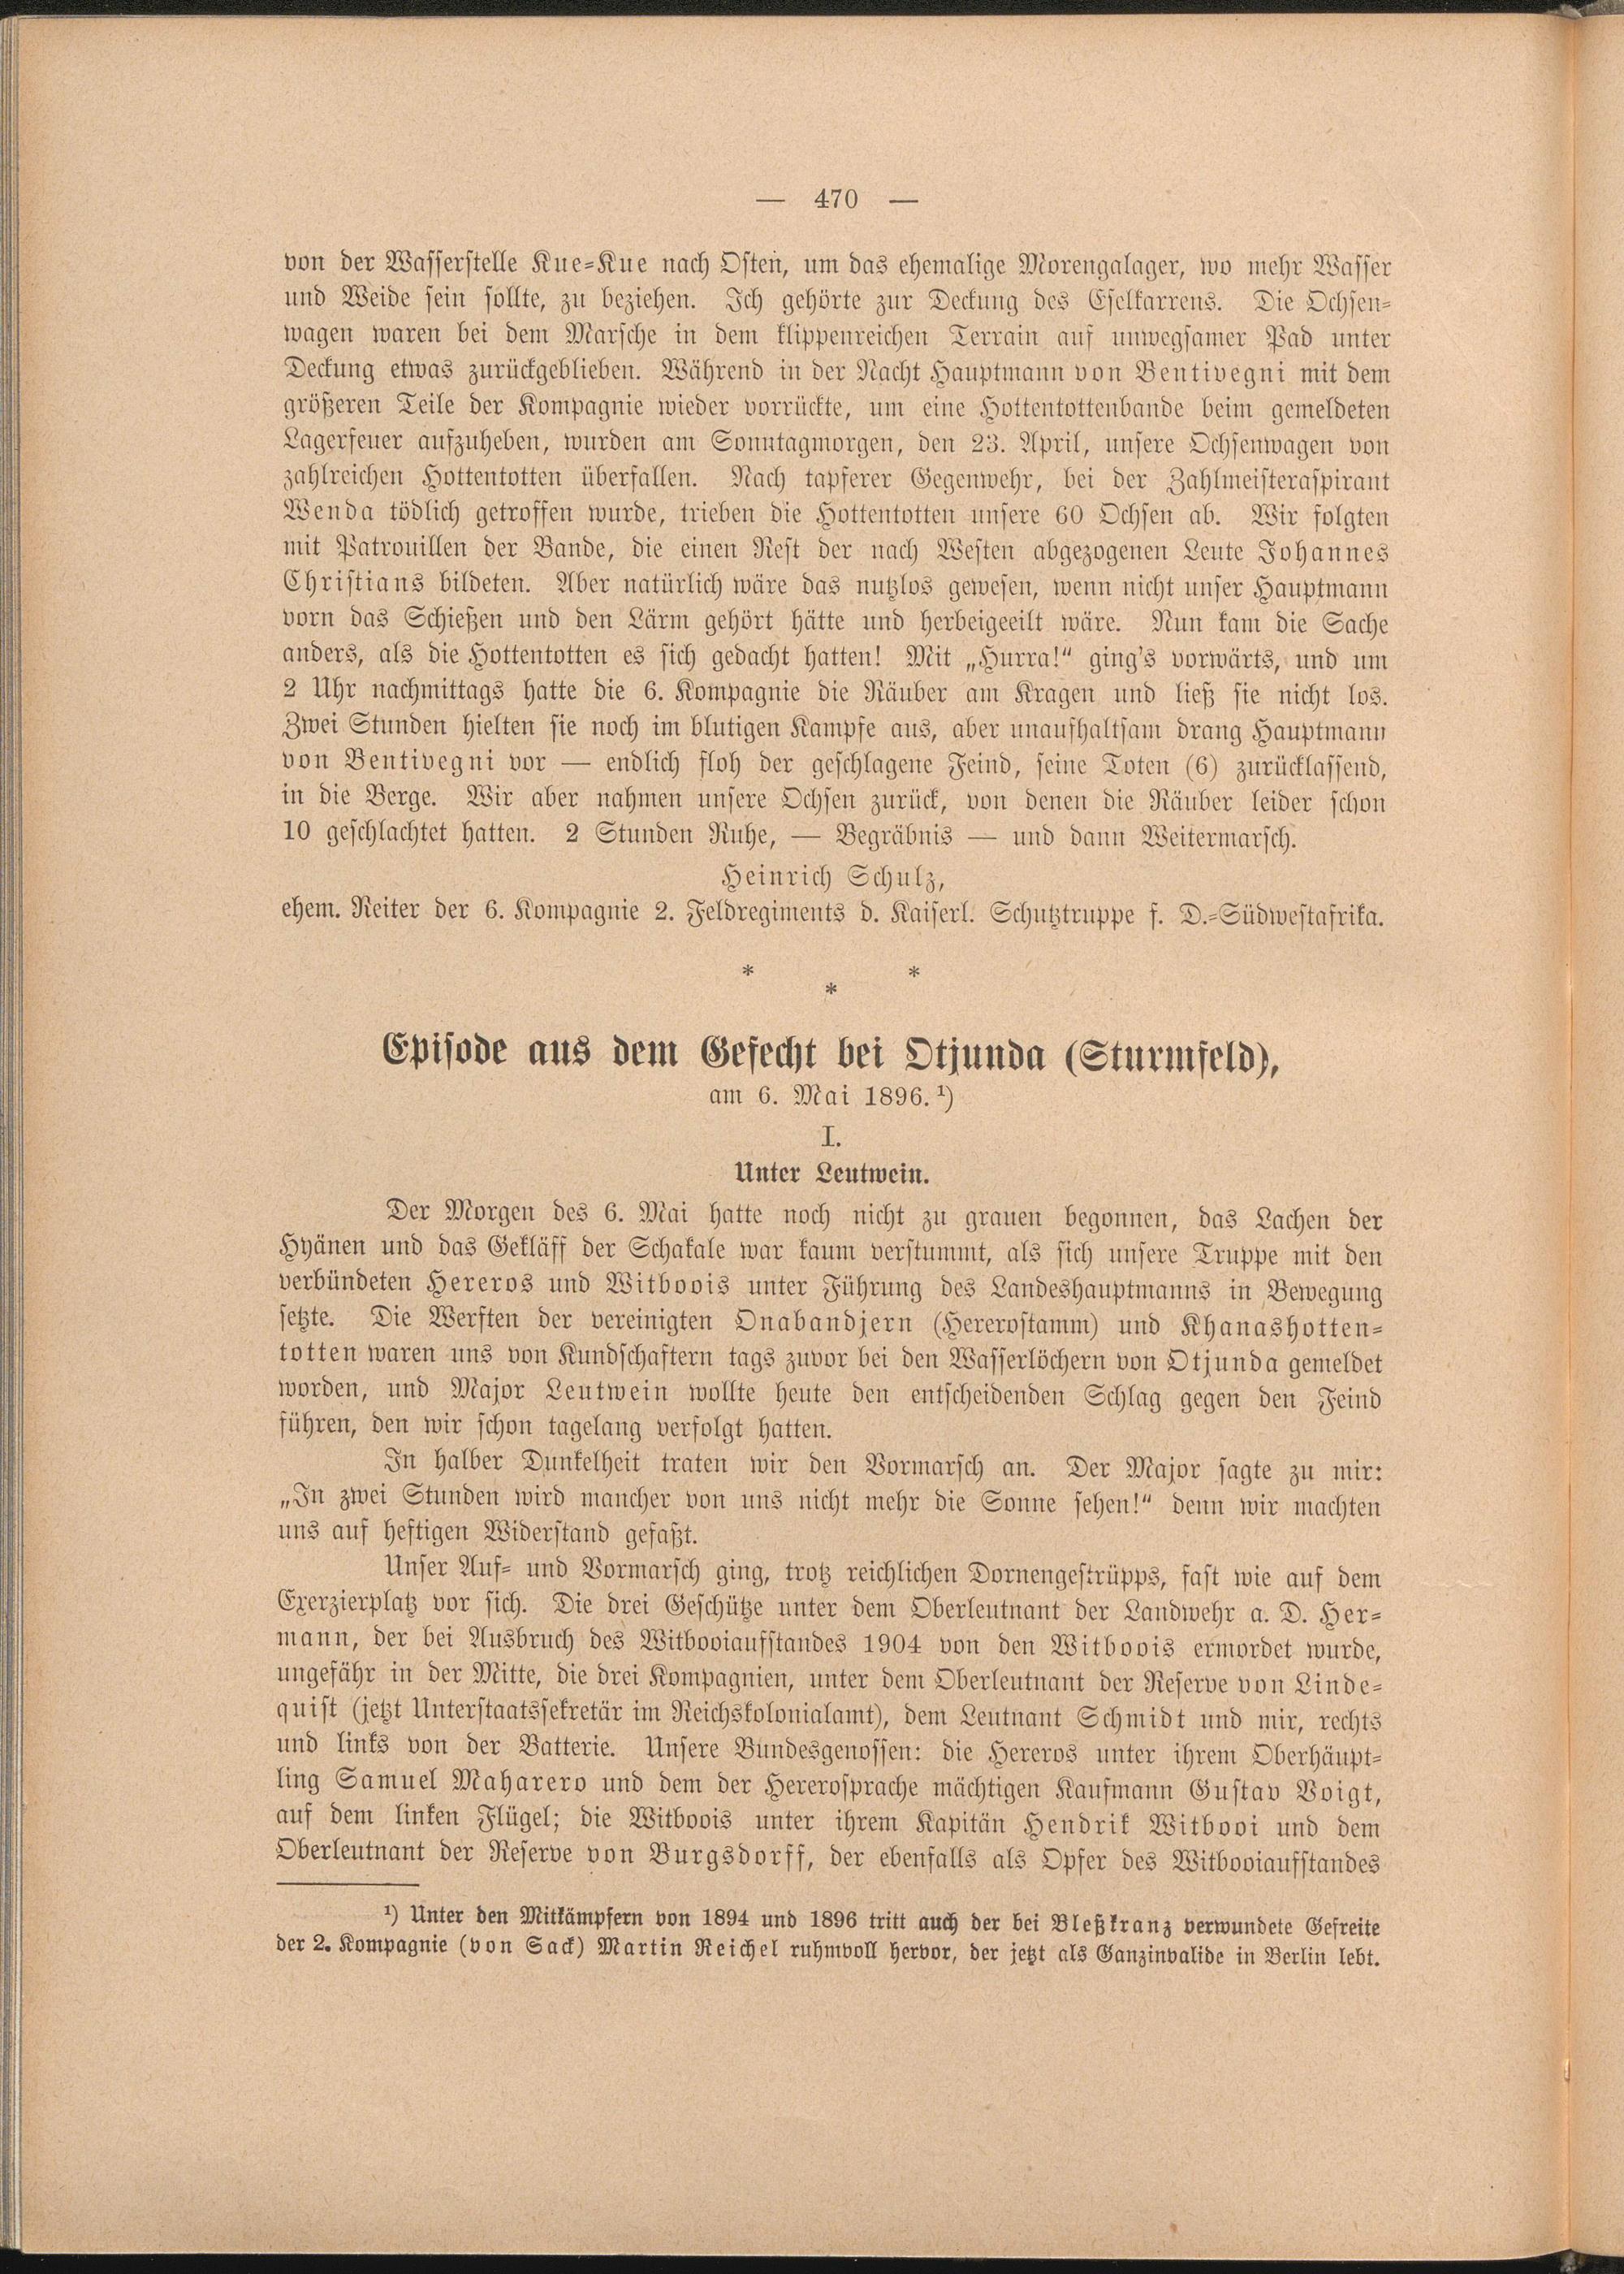 — 470 —
von der Wasserstelle Kue-Kue nach Osten, um das ehemalige Morengalager, wo mehr Wasser
und Weide sein sollte, zu beziehen. Ich gehörte zur Deckung des Eselkarrens. Die Ochsen-
wagen waren bei dem Marsche in dem klippenreichen Terrain auf unwegsamer Pad unter
Deckung etwas zurückgeblieben. Während in der Nacht Hauptmann von Bentivegni mit dem
größeren Teile der Kompagnie wieder vorrückte, um eine Hottentottenbande beim gemeldeten
Lagerfeuer aufzuheben, wurden am Sonntagmorgen, den 23. April, unsere Ochsenwagen von
zahlreichen Hottentotten überfallen. Nach tapferer Gegenwehr, bei der Zahlmeisteraspirant
Wenda tödlich getroffen wurde, trieben die Hottentotten unsere 60 Ochsen ab. Wir folgten
mit Patrouillen der Bande, die einen Rest der nach Westen abgezogenen Leute Johannes
Christians bildeten. Aber natürlich wäre das nutzlos gewesen, wenn nicht unser Hauptmann
vorn das Schießen und den Lärm gehört hätte und herbeigeeilt wäre. Nun kam die Sache
anders, als die Hottentotten es sich gedacht hatten! Mit „Hurra!“ ging's vorwärts, und um
2 Uhr nachmittags hatte die 6. Kompagnie die Räuber am Kragen und ließ sie nicht los.
Zwei Stunden hielten sie noch im blutigen Kampfe aus, aber unaufhaltsam drang Hauptmann
von Bentivegni vor — endlich floh der geschlagene Feind, seine Toten (6) zurücklassend,
in die Berge. Wir aber nahmen unsere Ochsen zurück, von denen die Räuber leider schon
10 geschlachtet hatten. 2 Stunden Ruhe, — Begräbnis — und dann Weitermarsch.
Heinrich Schulz,
ehem. Reiter der 6. Kompagnie 2. Feldregiments d. Kaiserl. Schutztruppe f. D.-Südwestafrika.
* * *
Episode aus dem Gefecht bei Otjunda (Sturmfeld),
am 6. Mai 1896.¹)
I.
Unter Leutwein.
Der Morgen des 6. Mai hatte noch nicht zu grauen begonnen, das Lachen der
Hyänen und das Gekläff der Schakale war kaum verstummt, als sich unsere Truppe mit den
verbündeten Hereros und Witboois unter Führung des Landeshauptmanns in Bewegung
setzte. Die Werften der vereinigten Onabandjern (Hererostamm) und Khanashotten-
totten waren uns von Kundschaftern tags zuvor bei den Wasserlöchern von Otjunda gemeldet
worden, und Major Leutwein wollte heute den entscheidenden Schlag gegen den Feind
führen, den wir schon tagelang verfolgt hatten.
In halber Dunkelheit traten wir den Vormarsch an. Der Major sagte zu mir:
„In zwei Stunden wird mancher von uns nicht mehr die Sonne sehen!“ denn wir machten
uns auf heftigen Widerstand gefaßt.
Unser Auf- und Vormarsch ging, trotz reichlichen Dornengestrüpps, fast wie auf dem
Exerzierplatz vor sich. Die drei Geschütze unter dem Oberleutnant der Landwehr a. D. Her-
mann, der bei Ausbruch des Witbooiaufstandes 1904 von den Witboois ermordet wurde,
ungefähr in der Mitte, die drei Kompagnien, unter dem Oberleutnant der Reserve von Linde-
quist (jetzt Unterstaatssekretär im Reichskolonialamt), dem Leutnant Schmidt und mir, rechts
und links von der Batterie. Unsere Bundesgenossen: die Hereros unter ihrem Oberhäupt-
ling Samuel Maharero und dem der Hererosprache mächtigen Kaufmann Gustav Voigt,
auf dem linken Flügel; die Witboois unter ihrem Kapitän Hendrik Witbooi und dem
Oberleutnant der Reserve von Burgsdorff, der ebenfalls als Opfer des Witbooiaufstandes
¹) Unter den Mitkämpfern von 1894 und 1896 tritt auch der bei Bleßkranz verwundete Gefreite
der 2. Kompagnie (von Sack) Martin Reichel ruhmvoll hervor, der jetzt als Ganzinvalide in Berlin lebt.